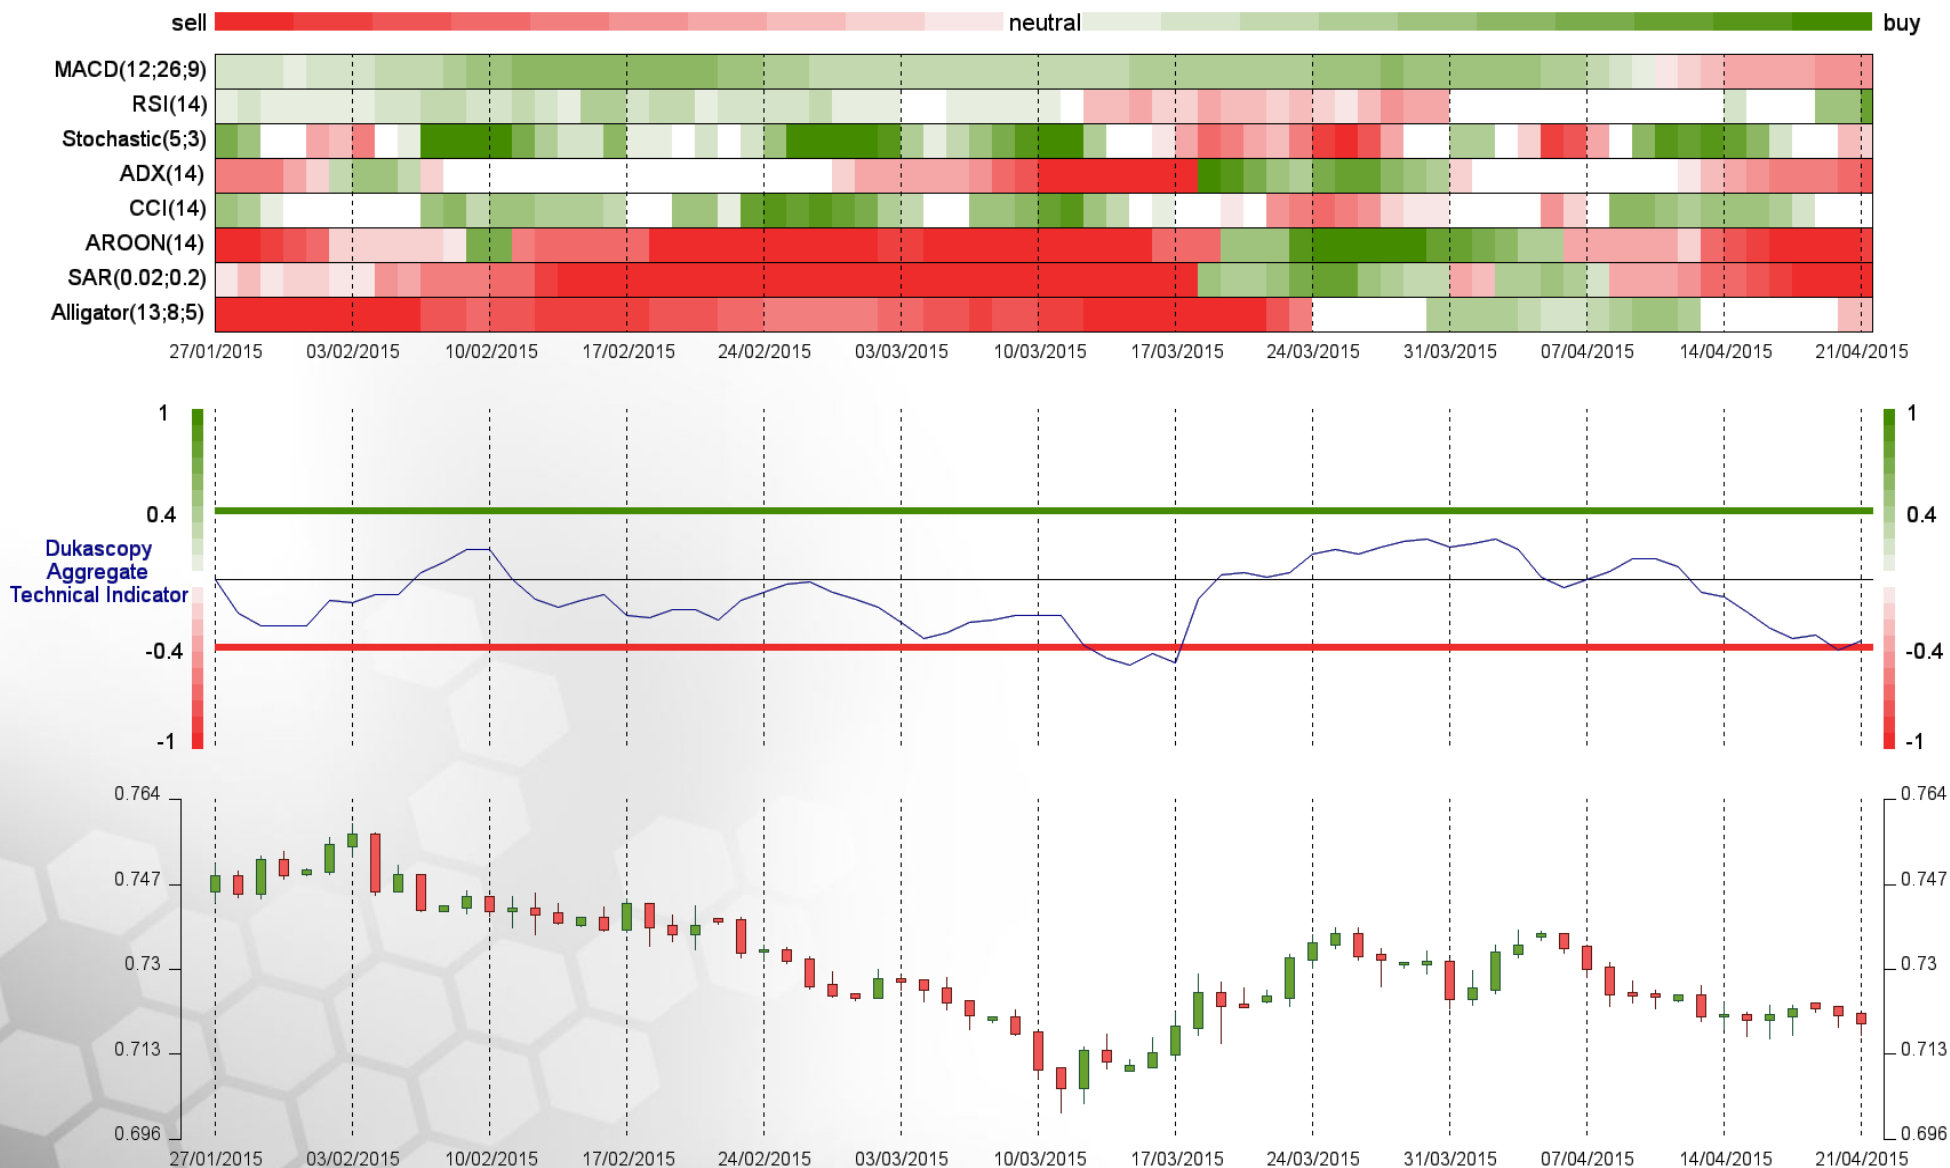 sell neutral buy
MACD(12;26;9)
RSI(14)
Stochastic(5;3)
ADX(14)
CCI(14)
AROON(14)
SAR(0.02;0.2)
Alligator(13;8;5)
27/01/2015 03/02/2015 10/02/2015 17/02/2015 24/02/2015 03/03/2015 10/03/2015 17/03/2015 24/03/2015 31/03/2015 07/04/2015 14/04/2015 21/04/2015
1 1
0.4 0.4
Dukascopy
Aggregate
Technical Indicator
-0.4 -0.4
-1 -1
0.764 0.764
0.747 0.747
0.73 0.73
0.713 0.713
0.696 0.696
27/01/2015 03/02/2015 10/02/2015 17/02/2015 24/02/2015 03/03/2015 10/03/2015 17/03/2015 24/03/2015 31/03/2015 07/04/2015 14/04/2015 21/04/2015